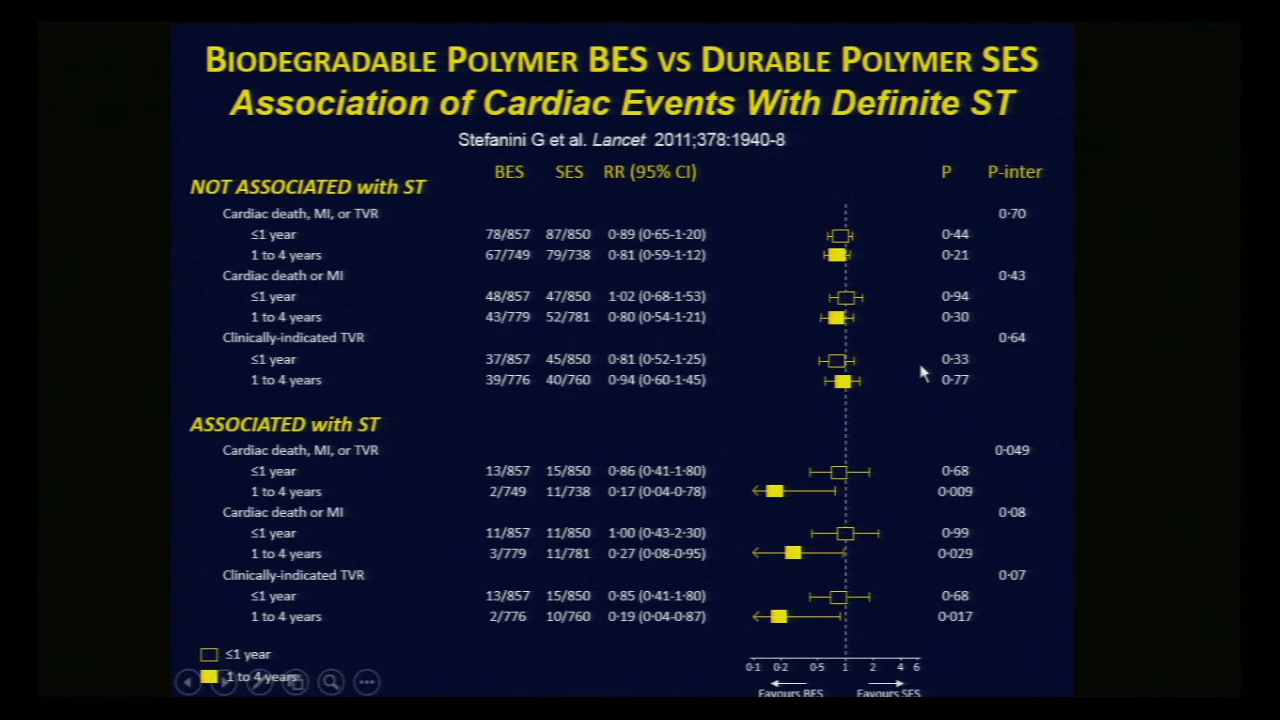 BIODEGRADABLE POLYMER BES VS DURABLE POLYMER SES
Association of Cardiac Events With Definite ST
Stefanini G et al. Lancet 2011;378:1940-8
BES SES RR (95% CI) P P-inter
NOT ASSOCIATED with ST
Cardiac death, MI, or TVR 0·70
≤1 year 78/857 87/850 0·89 (0·65-1·20) 0·44
1 to 4 years 67/749 79/738 0·81 (0·59-1·12) 0·21
Cardiac death or MI 0·43
≤1 year 48/857 47/850 1·02 (0·68-1·53) 0·94
1 to 4 years 43/779 52/781 0·80 (0·54-1·21) 0·30
Clinically-indicated TVR 0·64
≤1 year 37/857 45/850 0·81 (0·52-1·25) 0·33
1 to 4 years 39/776 40/760 0·94 (0·60-1·45) 0·77
ASSOCIATED with ST
Cardiac death, MI, or TVR 0·049
≤1 year 13/857 15/850 0·86 (0·41-1·80) 0·68
1 to 4 years 2/749 11/738 0·17 (0·04-0·78) 0·009
Cardiac death or MI 0·08
≤1 year 11/857 11/850 1·00 (0·43-2·30) 0·99
1 to 4 years 3/779 11/781 0·27 (0·08-0·95) 0·029
Clinically-indicated TVR 0·07
≤1 year 13/857 15/850 0·85 (0·41-1·80) 0·68
1 to 4 years 2/776 10/760 0·19 (0·04-0·87) 0·017
≤1 year
1 to 4 years
0·1 0·2 0·5 1 2 4 6
Favours BES Favours SES